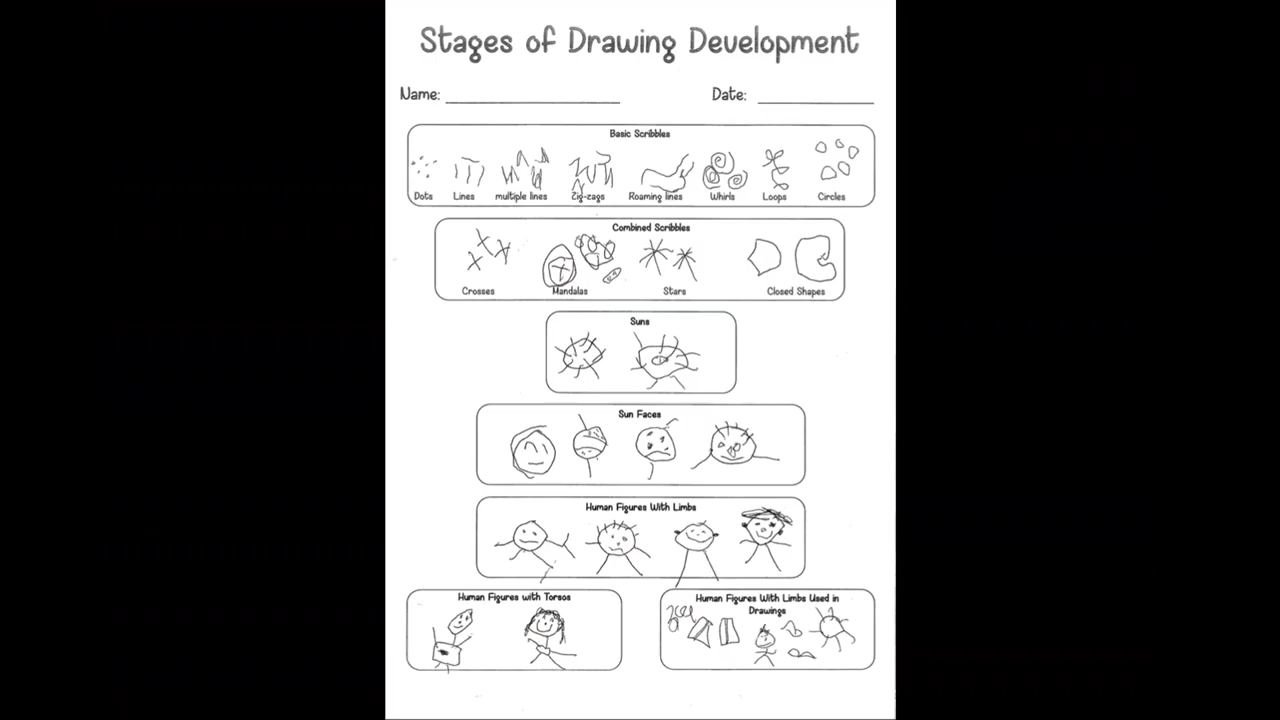 Stages of Drawing Development
Name: Date:
Basic Scribbles
Dots Lines multiple lines Zig-zags Roaming lines Whirls Loops Circles
Combined Scribbles
Crosses Mandalas Stars Closed Shapes
Suns
Sun Faces
Human Figures With Limbs
Human Figures with Torsos
Human Figures With Limbs Used in
Drawings